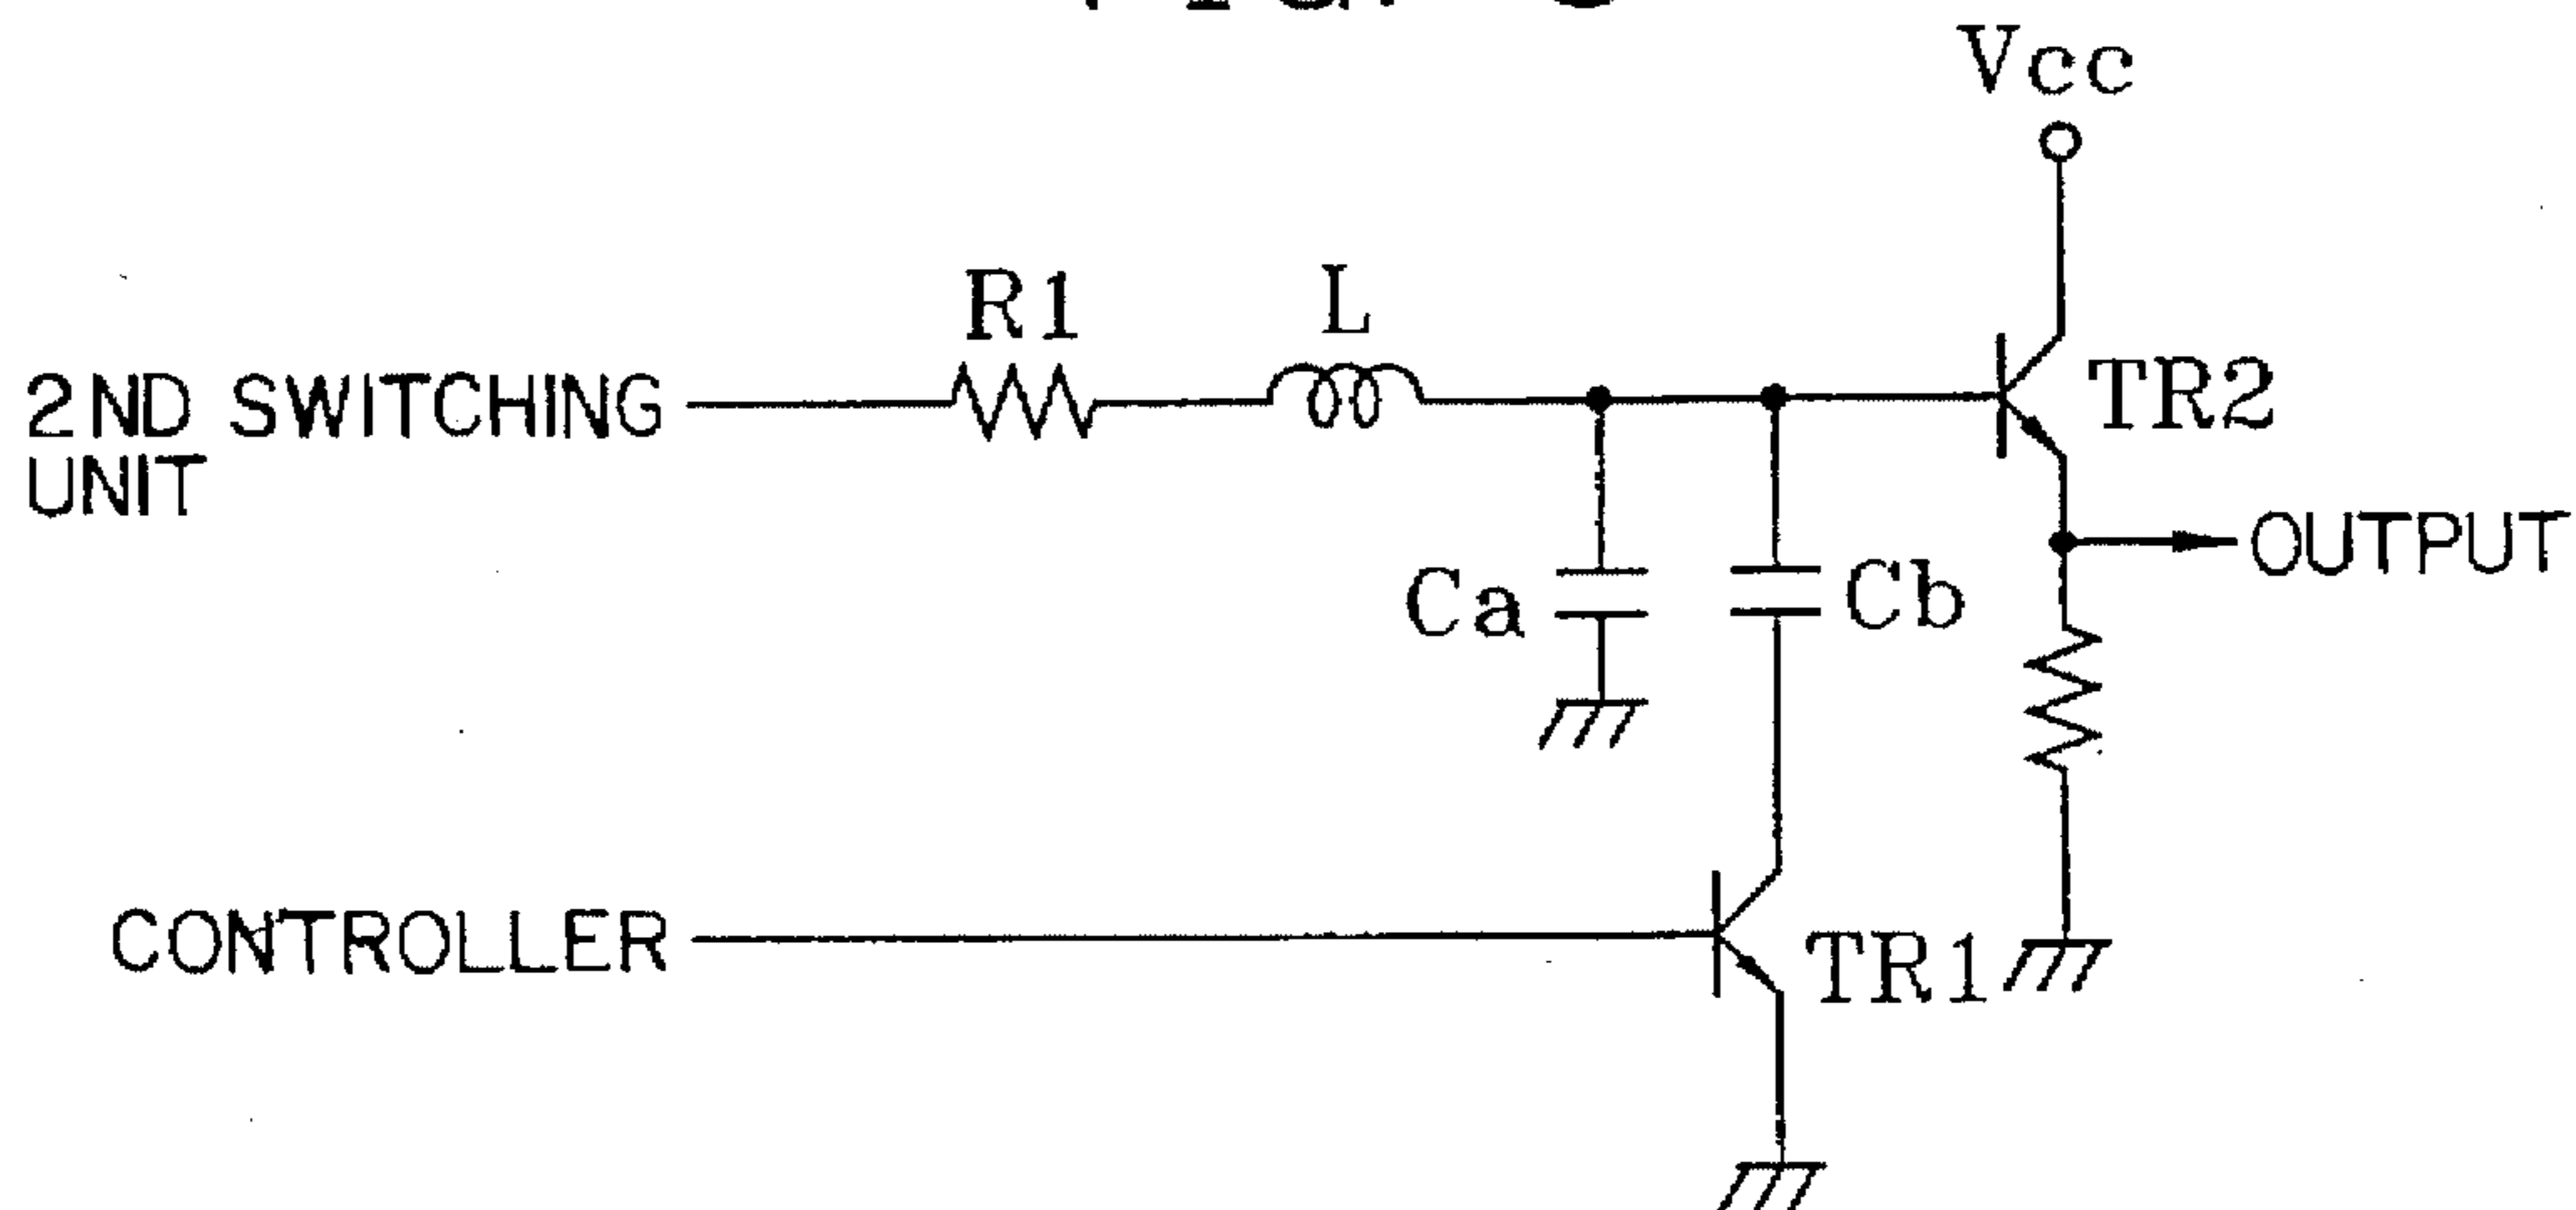 Vcc
R1
L
2ND SWITCHING
UNIT
TR2
OUTPUT
Ca
Cb
CONTROLLER
TR1